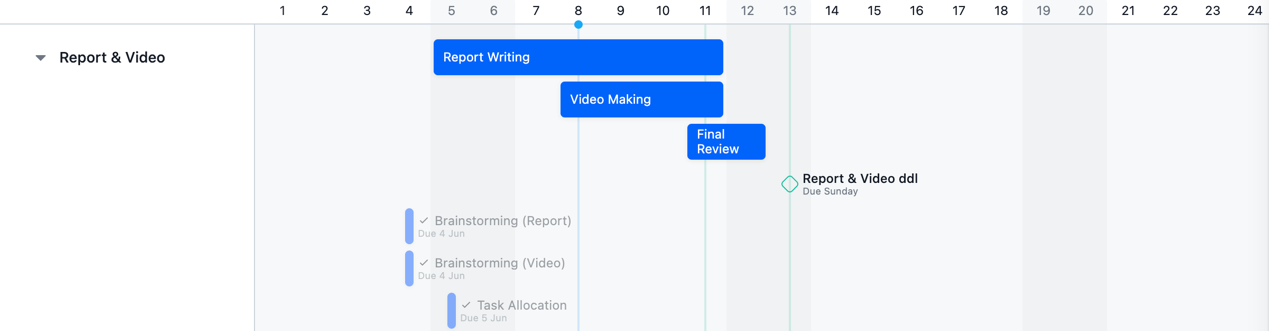 1 2 3 4 5 6 7 8 9 10 11 12 13 14 15 16 17 18 19 20 21 22 23 24
Report & Video
Report Writing
Video Making
Final
Review
Report & Video ddl
Due Sunday
Brainstorming (Report)
Due 4 Jun
Brainstorming (Video)
Due 4 Jun
Task Allocation
Due 5 Jun